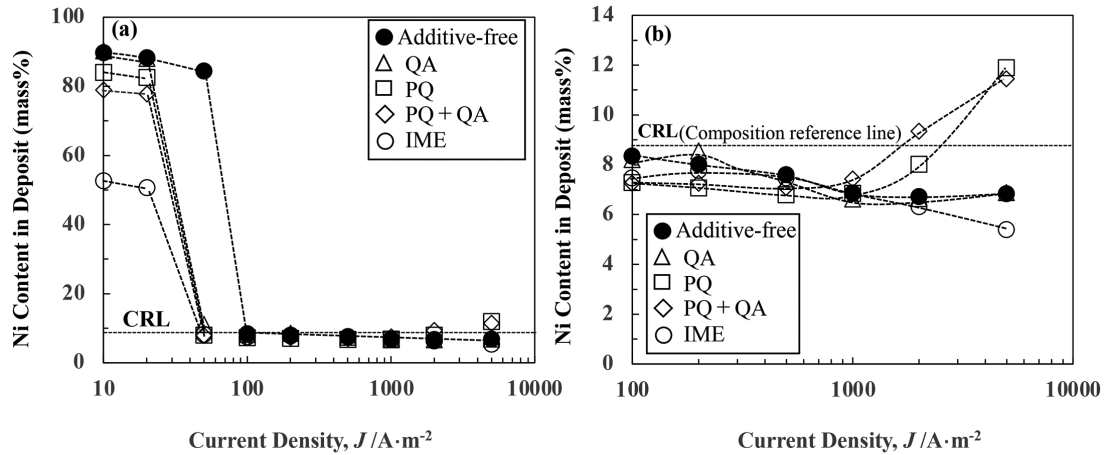 (a)
100
80
60
40
20
0
Ni Content in Deposit (mass%)
Additive-free
QA
PQ
PQ + QA
IME
CRL
10
100
1000
10000
Current Density, J /A·m-2
(b)
14
12
10
8
6
4
2
0
Ni Content in Deposit (mass%)
CRL (Composition reference line)
Additive-free
QA
PQ
PQ + QA
IME
100
1000
10000
Current Density, J /A·m-2